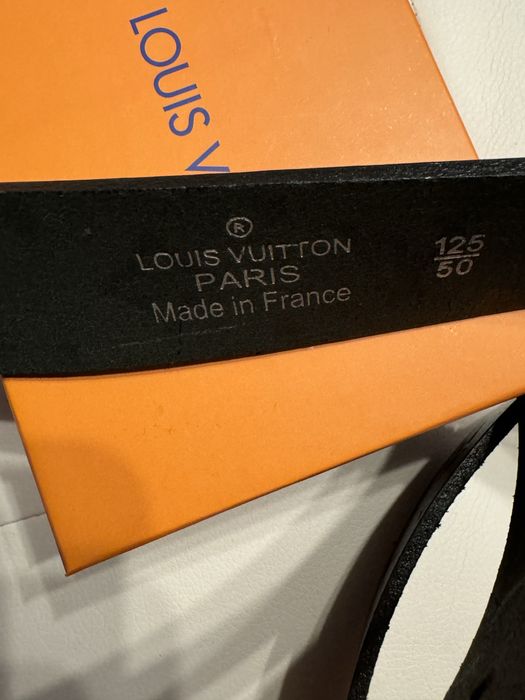 LOUIS V
®
LOUIS VUITTON
PARIS
Made in France
125
50